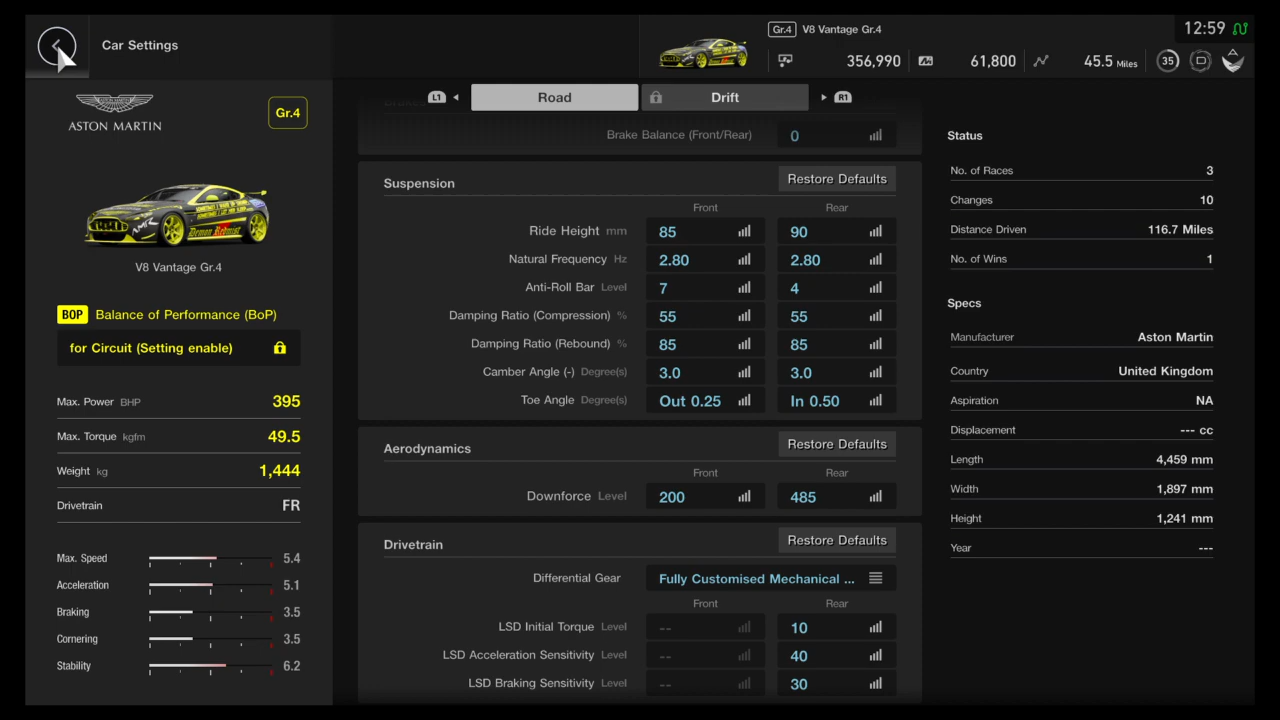 Car Settings
Gr.4 V8 Vantage Gr.4
12:59
356,990
61,800
45.5 Miles
35
ASTON MARTIN
Gr.4
V8 Vantage Gr.4
BOP Balance of Performance (BoP)
for Circuit (Setting enable)
Max. Power BHP 395
Max. Torque kgfm 49.5
Weight kg 1,444
Drivetrain FR
Max. Speed 5.4
Acceleration 5.1
Braking 3.5
Cornering 3.5
Stability 6.2
L1 Road Drift R1
Brake Balance (Front/Rear) 0
Suspension Restore Defaults
Front Rear
Ride Height mm 85 90
Natural Frequency Hz 2.80 2.80
Anti-Roll Bar Level 7 4
Damping Ratio (Compression) % 55 55
Damping Ratio (Rebound) % 85 85
Camber Angle (-) Degree(s) 3.0 3.0
Toe Angle Degree(s) Out 0.25 In 0.50
Aerodynamics Restore Defaults
Front Rear
Downforce Level 200 485
Drivetrain Restore Defaults
Differential Gear Fully Customised Mechanical ...
Front Rear
LSD Initial Torque Level -- 10
LSD Acceleration Sensitivity Level -- 40
LSD Braking Sensitivity Level -- 30
Status
No. of Races 3
Changes 10
Distance Driven 116.7 Miles
No. of Wins 1
Specs
Manufacturer Aston Martin
Country United Kingdom
Aspiration NA
Displacement --- cc
Length 4,459 mm
Width 1,897 mm
Height 1,241 mm
Year ---